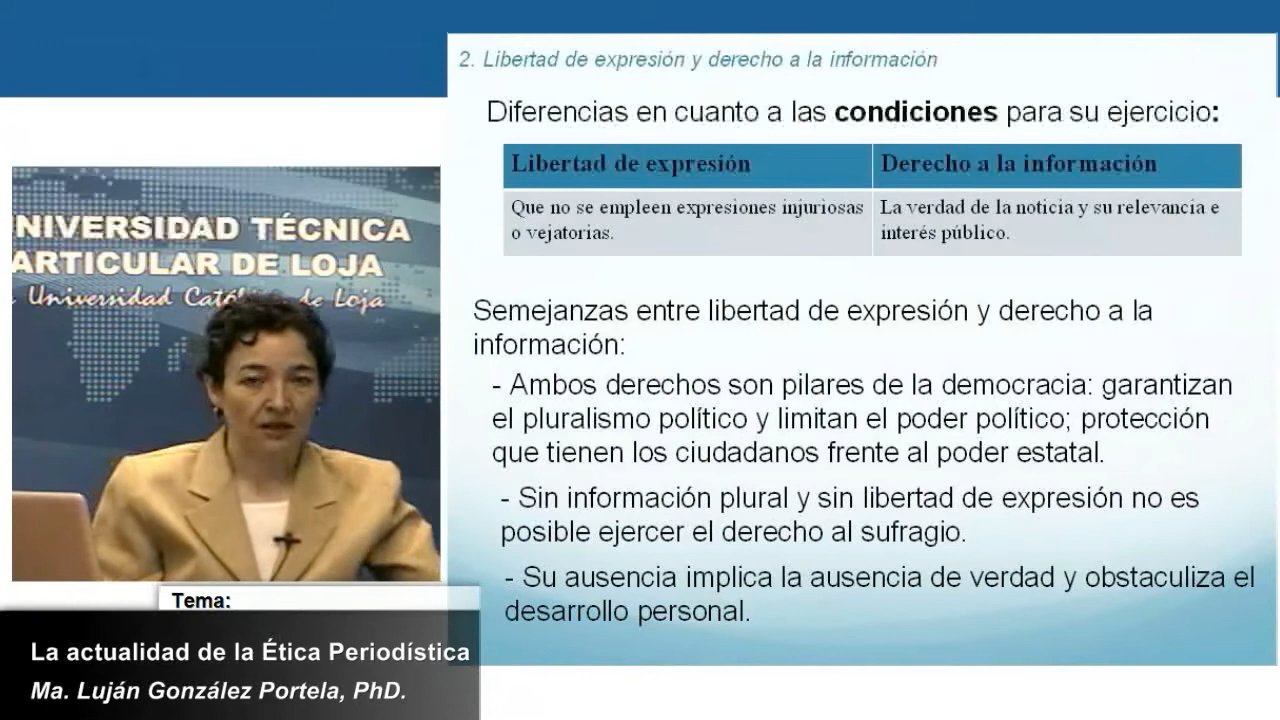 2. Libertad de expresión y derecho a la información
Diferencias en cuanto a las condiciones para su ejercicio:
Libertad de expresión
Derecho a la información
Que no se empleen expresiones injuriosas
o vejatorias.
La verdad de la noticia y su relevancia e
interés público.
Semejanzas entre libertad de expresión y derecho a la
información:
- Ambos derechos son pilares de la democracia: garantizan
el pluralismo político y limitan el poder político; protección
que tienen los ciudadanos frente al poder estatal.
- Sin información plural y sin libertad de expresión no es
posible ejercer el derecho al sufragio.
- Su ausencia implica la ausencia de verdad y obstaculiza el
desarrollo personal.
NIVERSIDAD TÉCNICA
ARTICULAR DE LOJA
Universidad Católica de Loja
Tema:
La actualidad de la Ética Periodística
Ma. Luján González Portela, PhD.